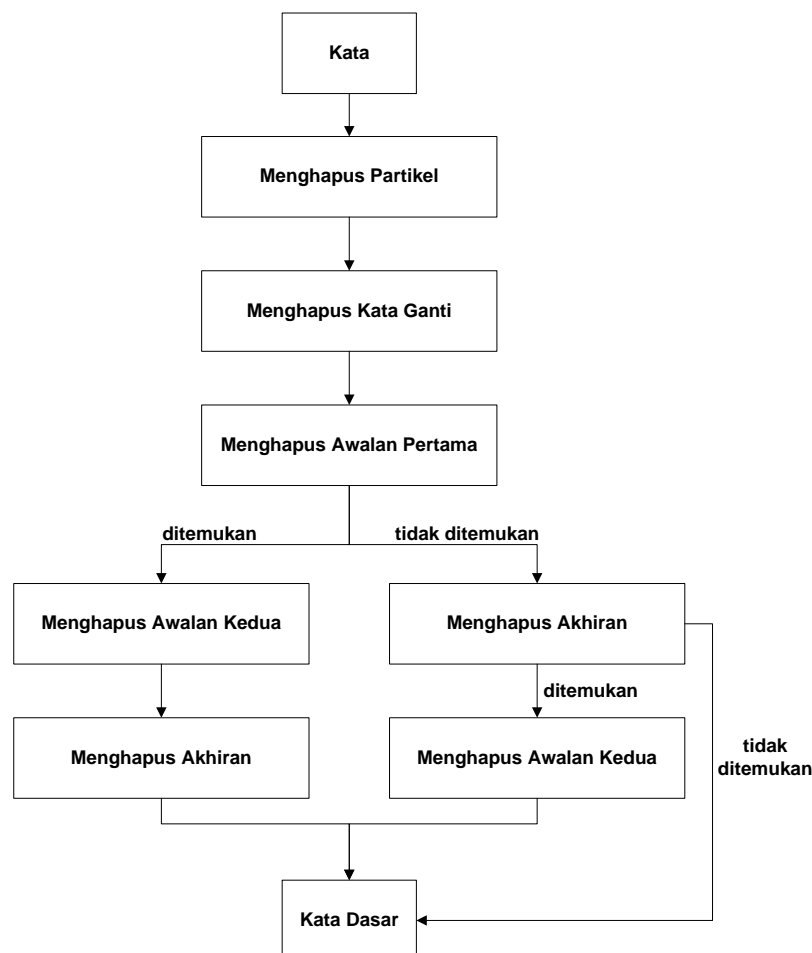 Kata
Menghapus Partikel
Menghapus Kata Ganti
Menghapus Awalan Pertama
ditemukan
tidak ditemukan
Menghapus Awalan Kedua
Menghapus Akhiran
ditemukan
Menghapus Akhiran
Menghapus Awalan Kedua
tidak
ditemukan
Kata Dasar